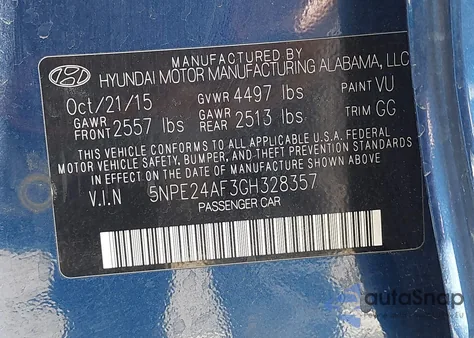 MANUFACTURED BY
HYUNDAI MOTOR MANUFACTURING ALABAMA, LLC
Oct/21/15 GVWR 4497 lbs PAINT VU
GAWR FRONT 2557 lbs GAWR REAR 2513 lbs TRIM GG
THIS VEHICLE CONFORMS TO ALL APPLICABLE U.S.A. FEDERAL
MOTOR VEHICLE SAFETY, BUMPER, AND THEFT PREVENTION STANDARDS
IN EFFECT ON THE DATE OF MANUFACTURE SHOWN ABOVE.
V.I.N 5NPE24AF3GH328357
PASSENGER CAR
autoSnap